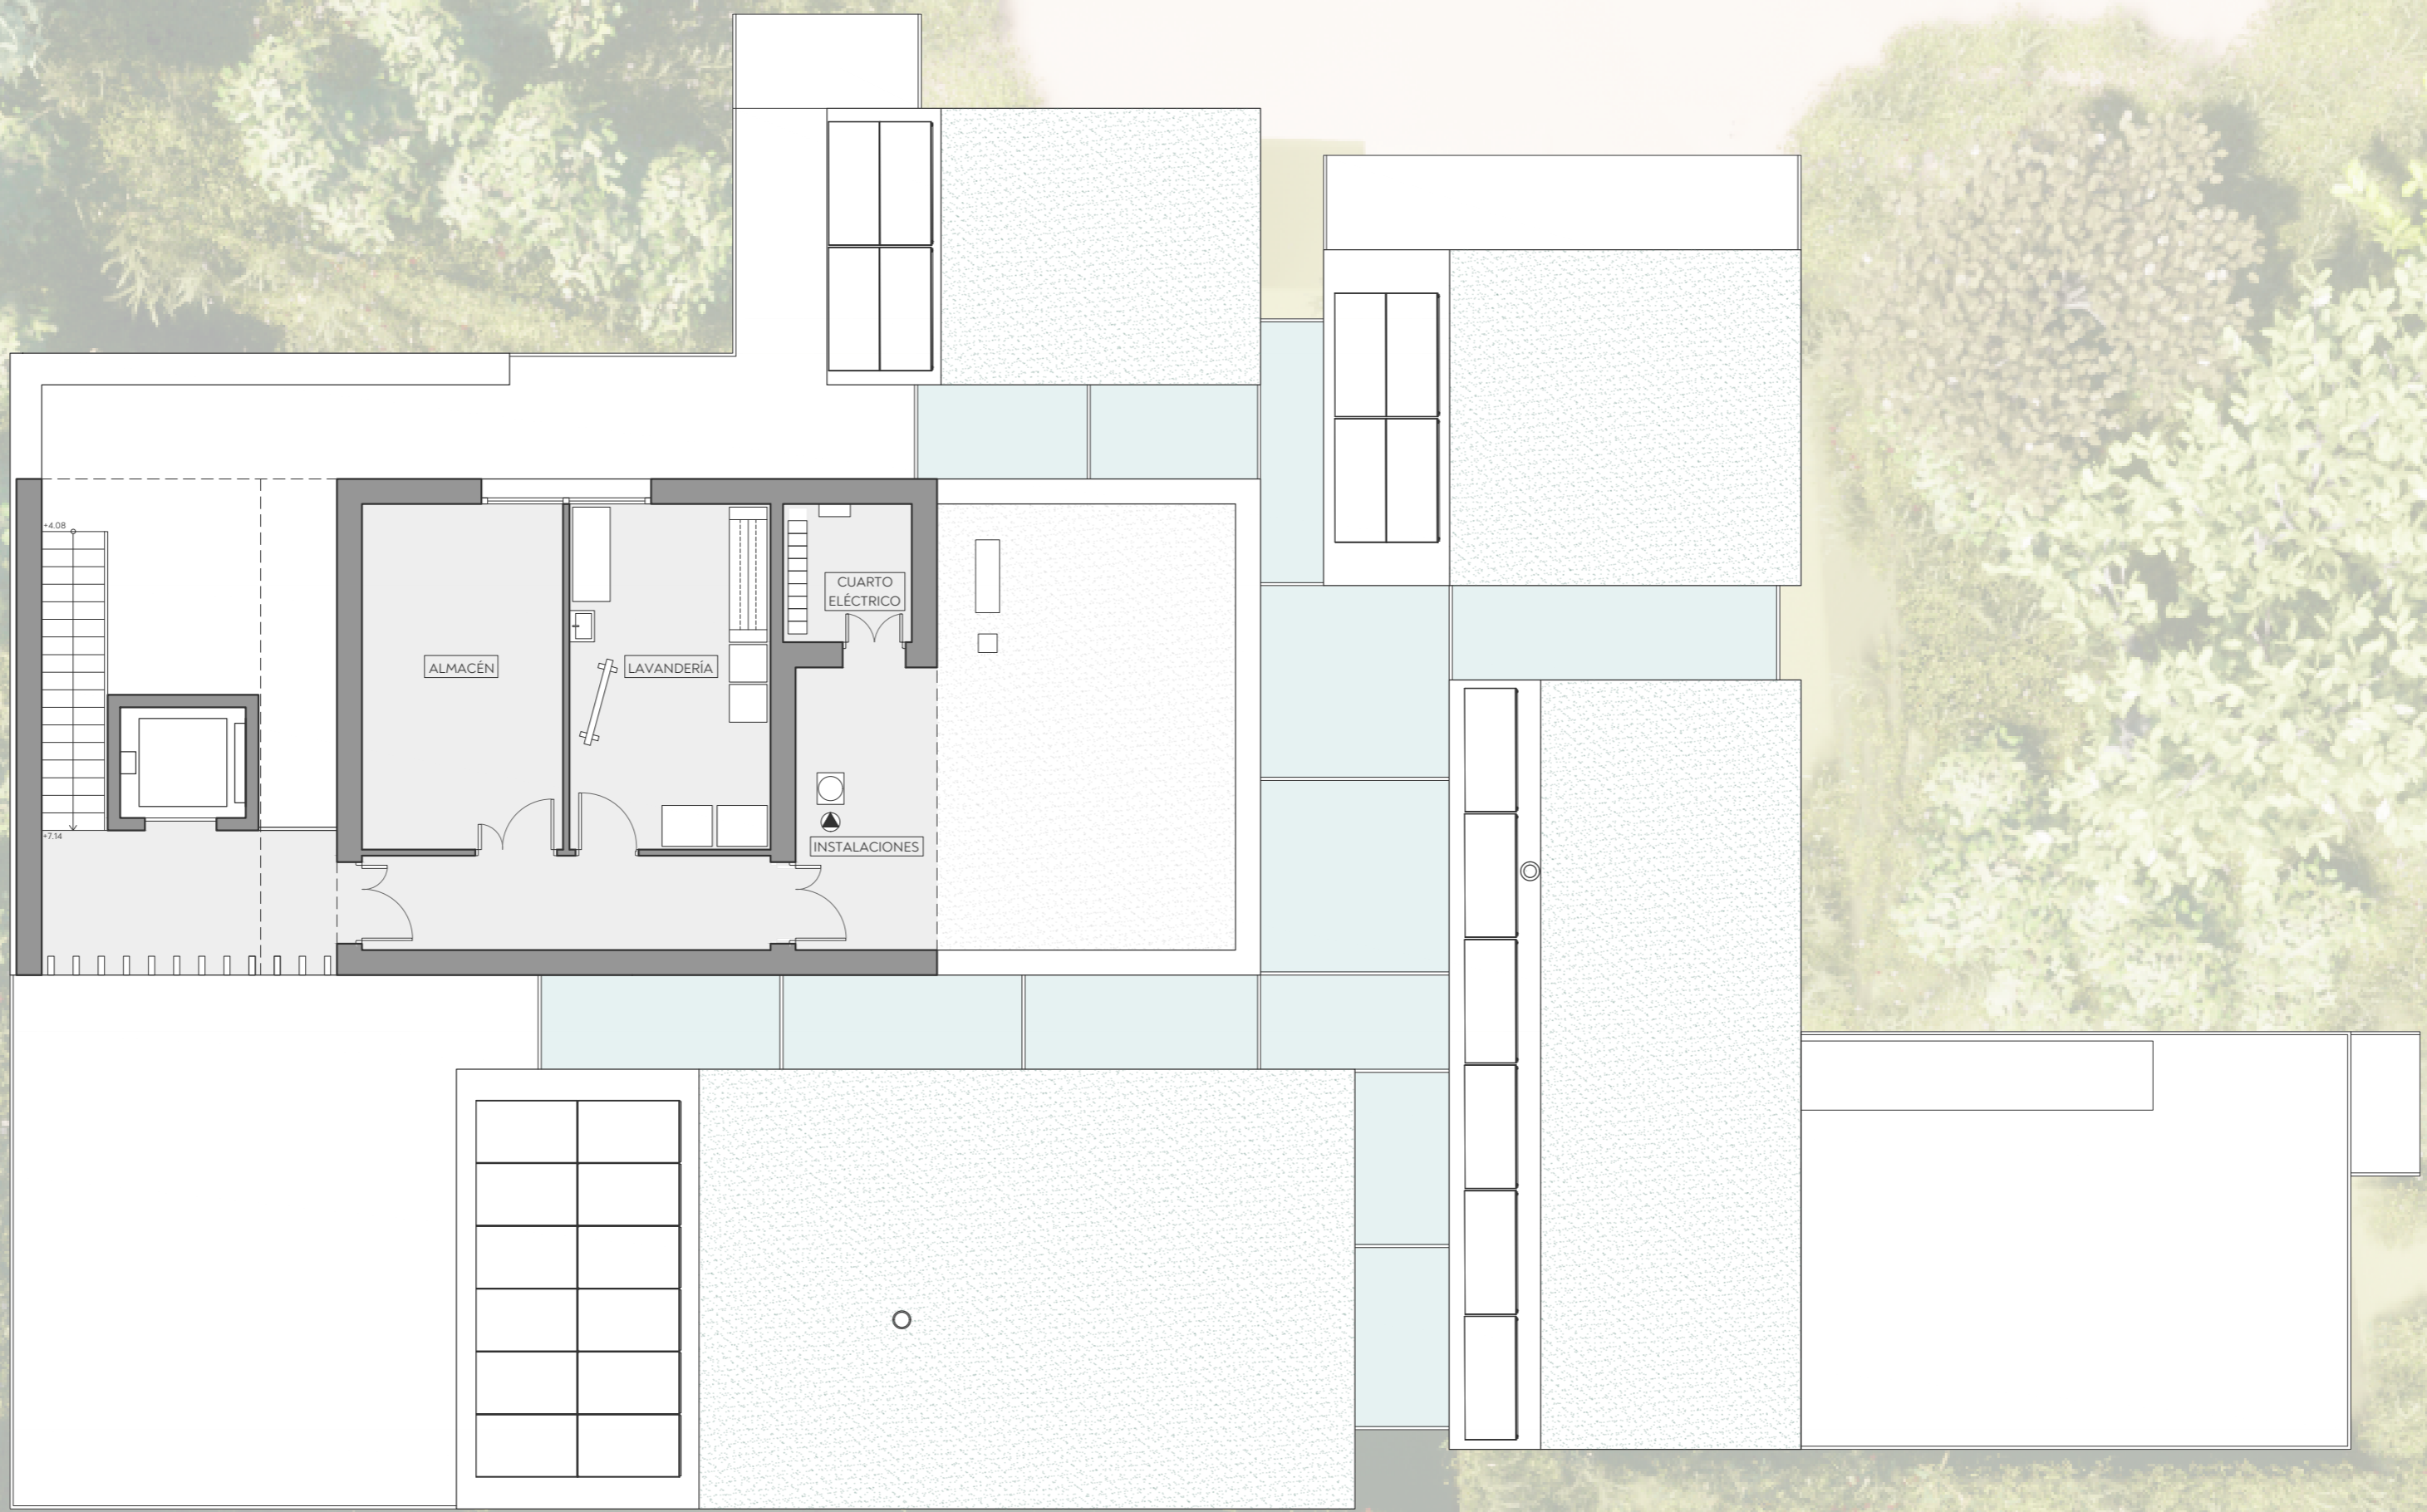 +4.08
CUARTO
ELÉCTRICO
ALMACÉN
LAVANDERÍA
+7.14
INSTALACIONES